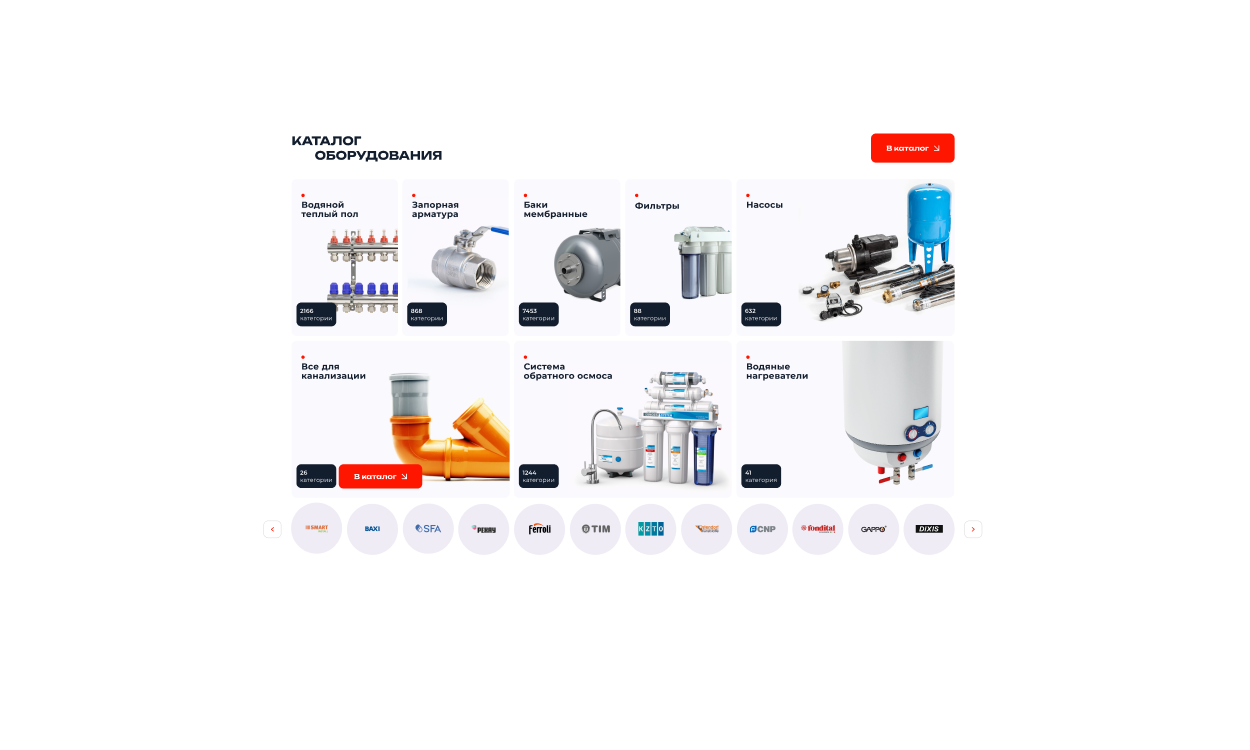 КАТАЛОГ
ОБОРУДОВАНИЯ
В каталог
Водяной
теплый пол
2166
категории
Запорная
арматура
868
категории
Баки
мембранные
7453
категории
Фильтры
88
категории
Насосы
632
категории
Все для
канализации
26
категории
В каталог
Система
обратного осмоса
1244
категории
Водяные
нагреватели
41
категория
SMART
BAXI
SFA
PERRY
Ferroli
TIM
KZTO
CNP
fondital
GAPPO
DIXIS